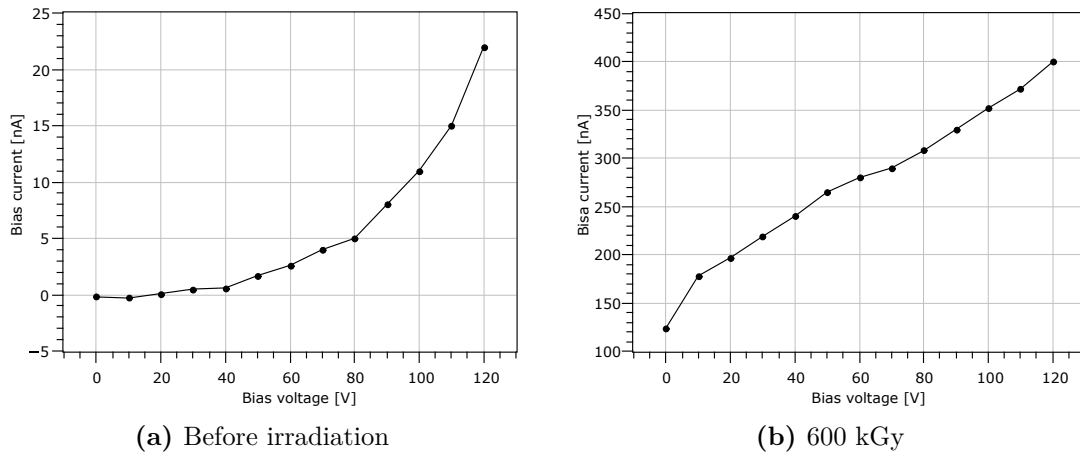 25
20
15
10
5
0
−5
Bias current [nA]
0 20 40 60 80 100 120
Bias voltage [V]
(a) Before irradiation
450
400
350
300
250
200
150
100
Bisa current [nA]
0 20 40 60 80 100 120
Bias voltage [V]
(b) 600 kGy